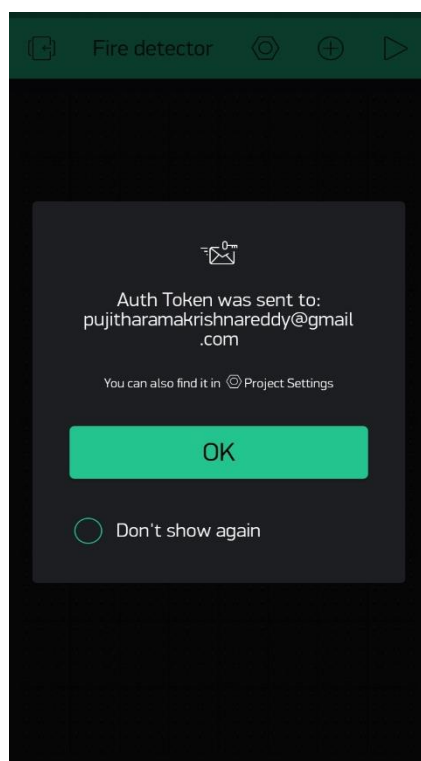 Fire detector
Auth Token was sent to:
pujitharamakrishnareddy@gmail
.com
You can also find it in Project Settings
OK
Don't show again